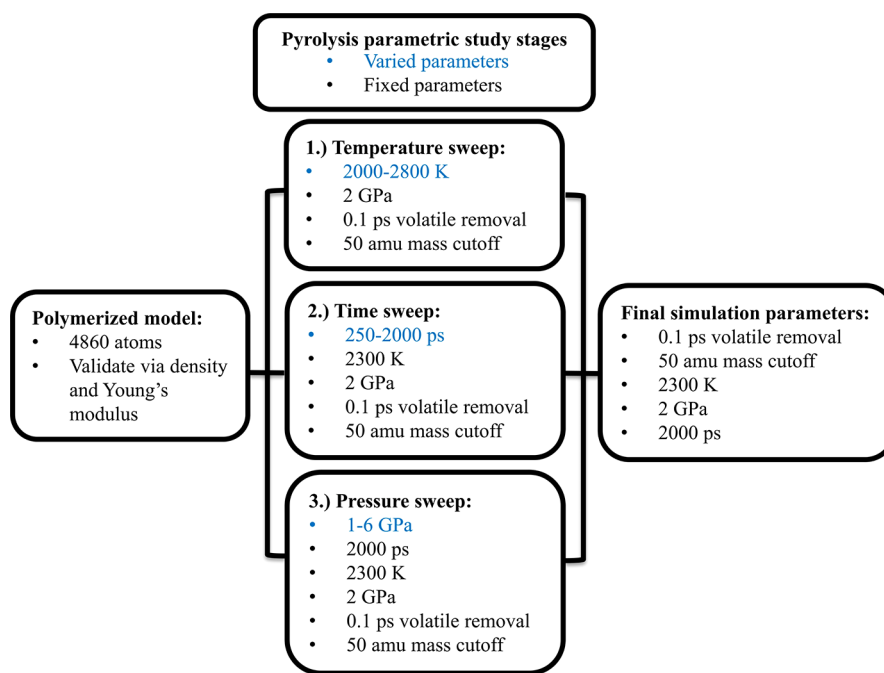 Pyrolysis parametric study stages
• Varied parameters
• Fixed parameters
1.) Temperature sweep:
• 2000-2800 K
• 2 GPa
• 0.1 ps volatile removal
• 50 amu mass cutoff
Polymerized model:
• 4860 atoms
• Validate via density
and Young’s
modulus
2.) Time sweep:
• 250-2000 ps
• 2300 K
• 2 GPa
• 0.1 ps volatile removal
• 50 amu mass cutoff
3.) Pressure sweep:
• 1-6 GPa
• 2000 ps
• 2300 K
• 2 GPa
• 0.1 ps volatile removal
• 50 amu mass cutoff
Final simulation parameters:
• 0.1 ps volatile removal
• 50 amu mass cutoff
• 2300 K
• 2 GPa
• 2000 ps